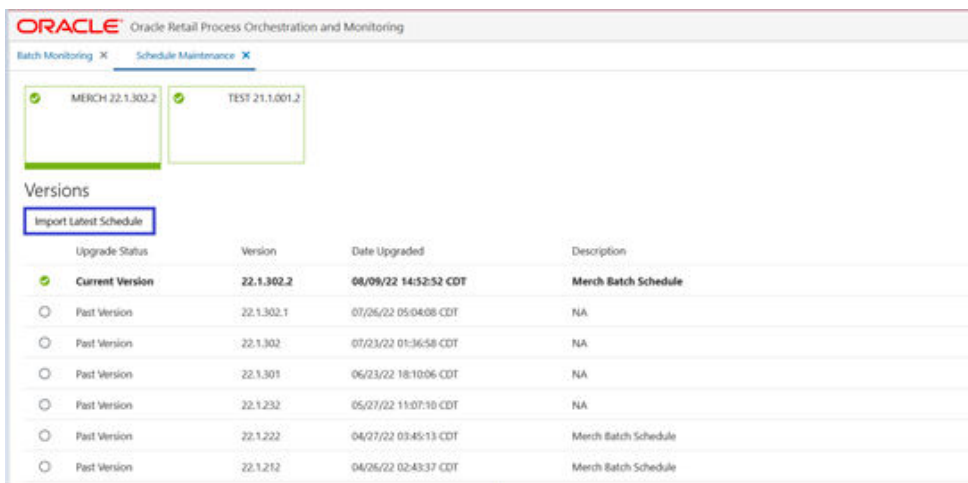 ORACLE Oracle Retail Process Orchestration and Monitoring
Batch Monitoring × Schedule Maintenance ×
MERCH 22.1.302.2 TEST 21.1.001.2
Versions
Import Latest Schedule
Upgrade Status Version Date Upgraded Description
Current Version 22.1.302.2 08/09/22 14:52:52 CDT Merch Batch Schedule
Past Version 22.1.302.1 07/26/22 05:04:08 CDT NA
Past Version 22.1.302 07/23/22 01:36:58 CDT NA
Past Version 22.1.301 06/23/22 18:10:06 CDT NA
Past Version 22.1.232 05/27/22 11:07:10 CDT NA
Past Version 22.1.222 04/27/22 03:45:13 CDT Merch Batch Schedule
Past Version 22.1.212 04/26/22 02:43:37 CDT Merch Batch Schedule